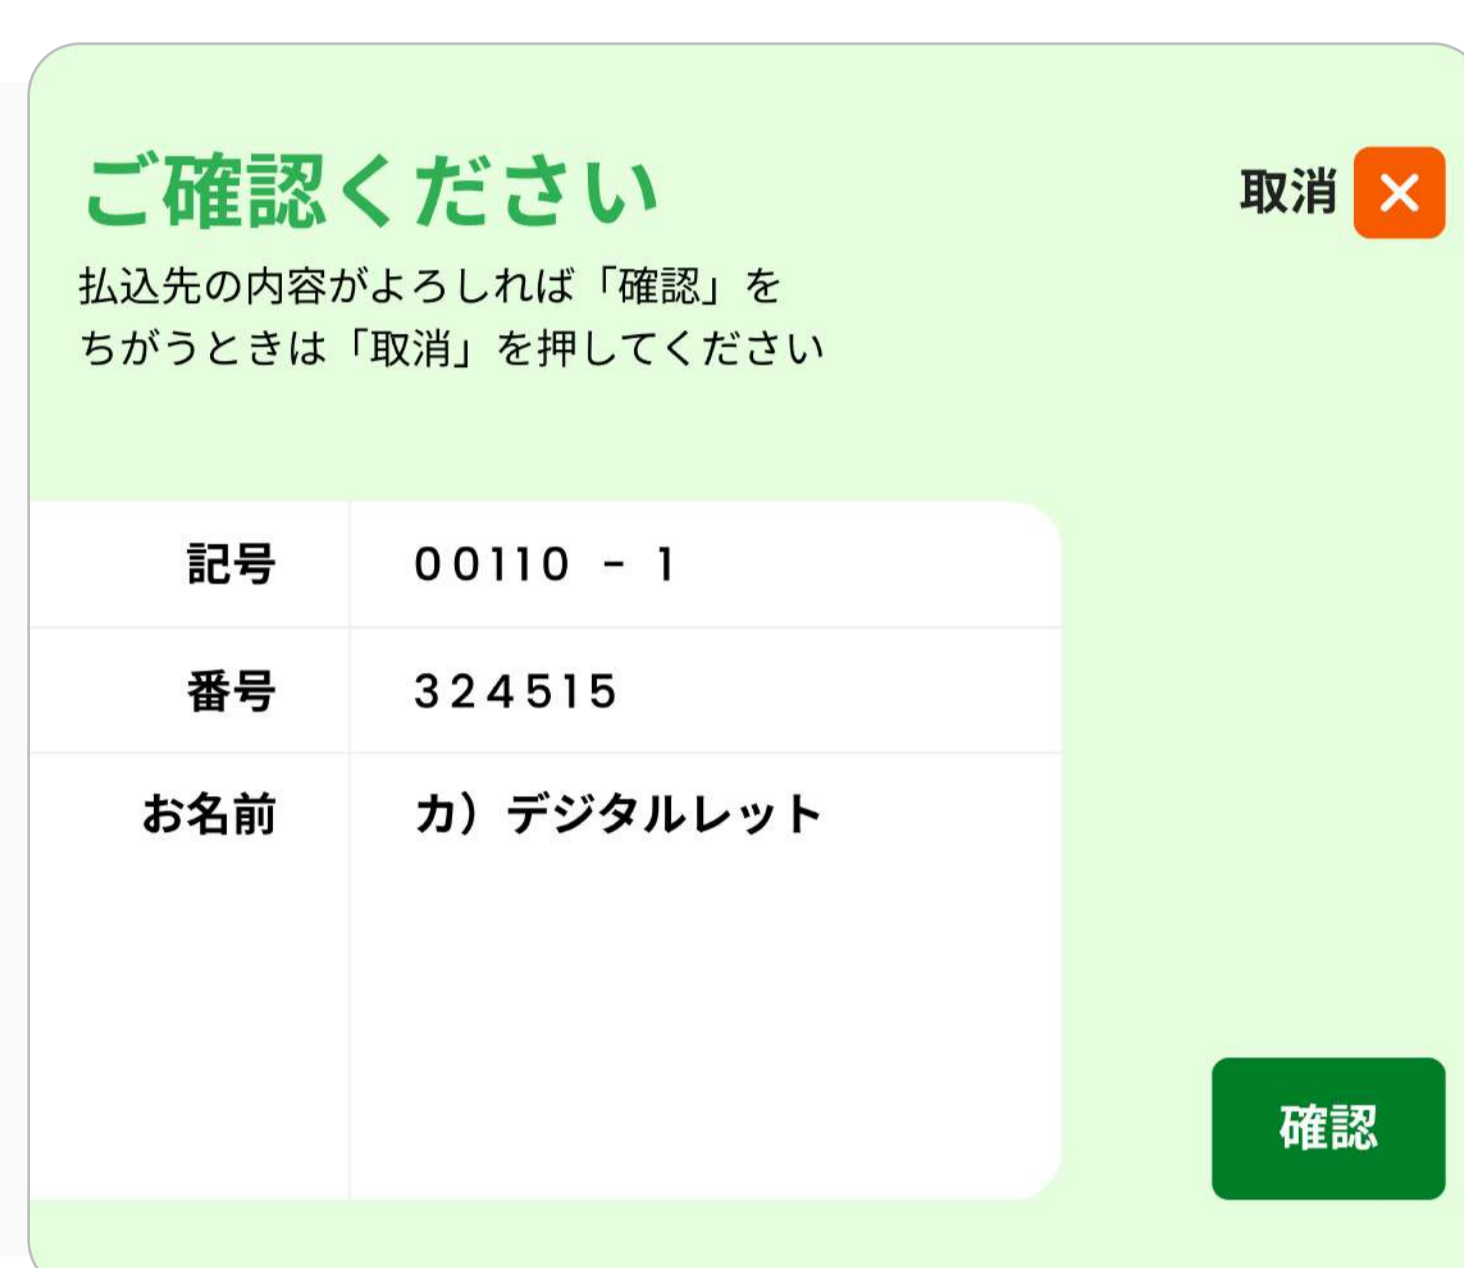 ご確認ください
取消
払込先の内容がよろしれば「確認」を
ちがうときは「取消」を押してください
記号 00110 - 1
番号 324515
お名前 カ）デジタルレット
確認